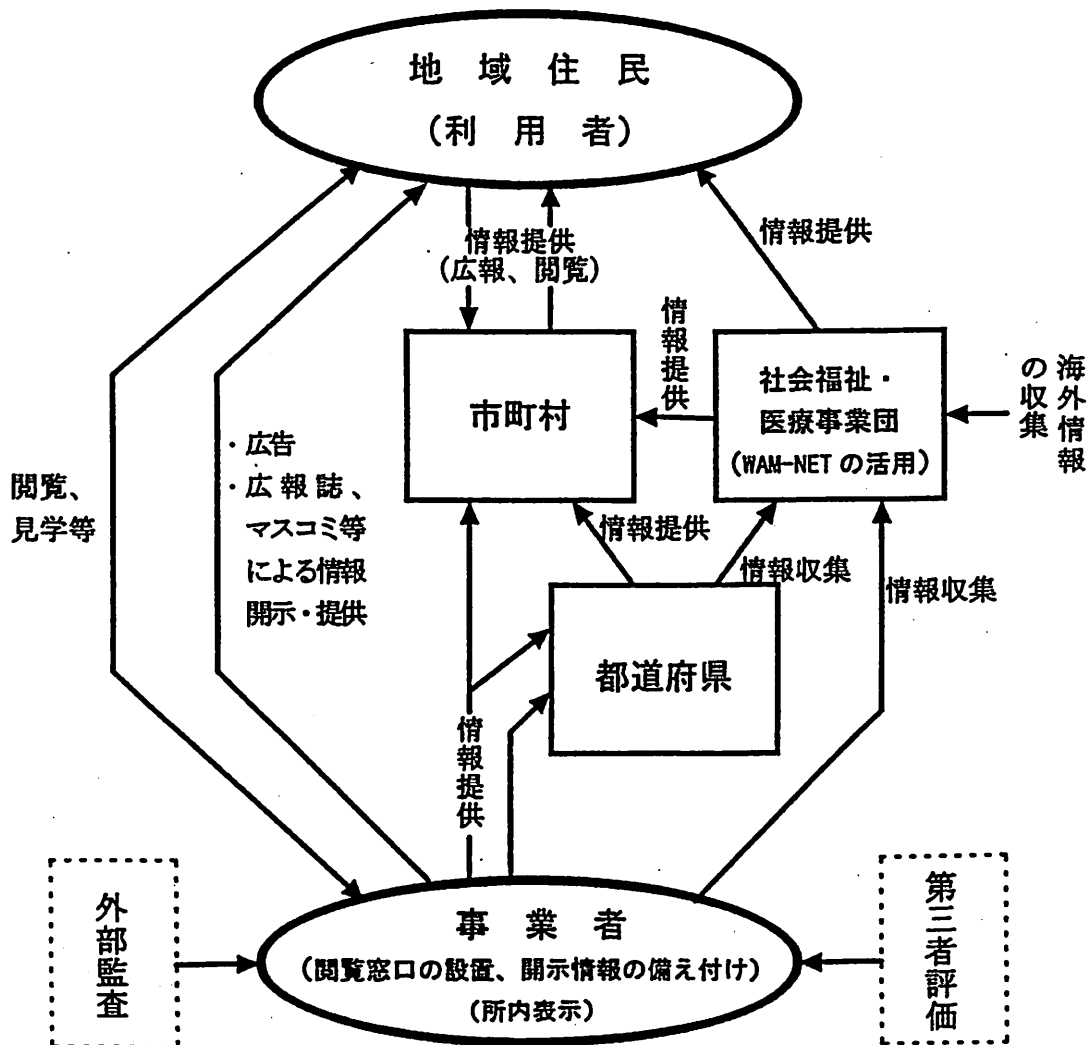 地域住民
(利用者)
情報提供
(広報、閲覧)
情報提供
情報提供
市町村
社会福祉・
医療事業団
(WAM-NET の活用)
海外情報
の収集
閲覧、
見学等
・広告
・広報誌、
マスコミ等
による情報
開示・提供
情報提供
情報収集
情報収集
都道府県
情報提供
外部監査
事業者
(閲覧窓口の設置、開示情報の備え付け)
(所内表示)
第三者評価